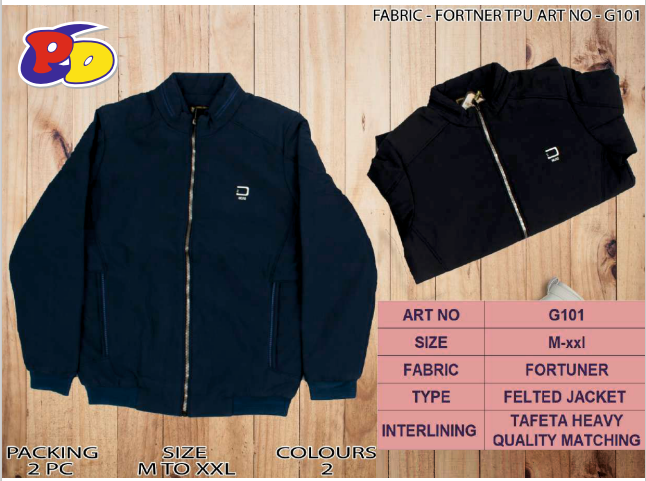 FABRIC - FORTNER TPU ART NO - G101
PD
ART NO G101
SIZE M-xxl
FABRIC FORTUNER
TYPE FELTED JACKET
INTERLINING TAFETA HEAVY
QUALITY MATCHING
PACKING SIZE COLOURS
2 PC M TO XXL 2